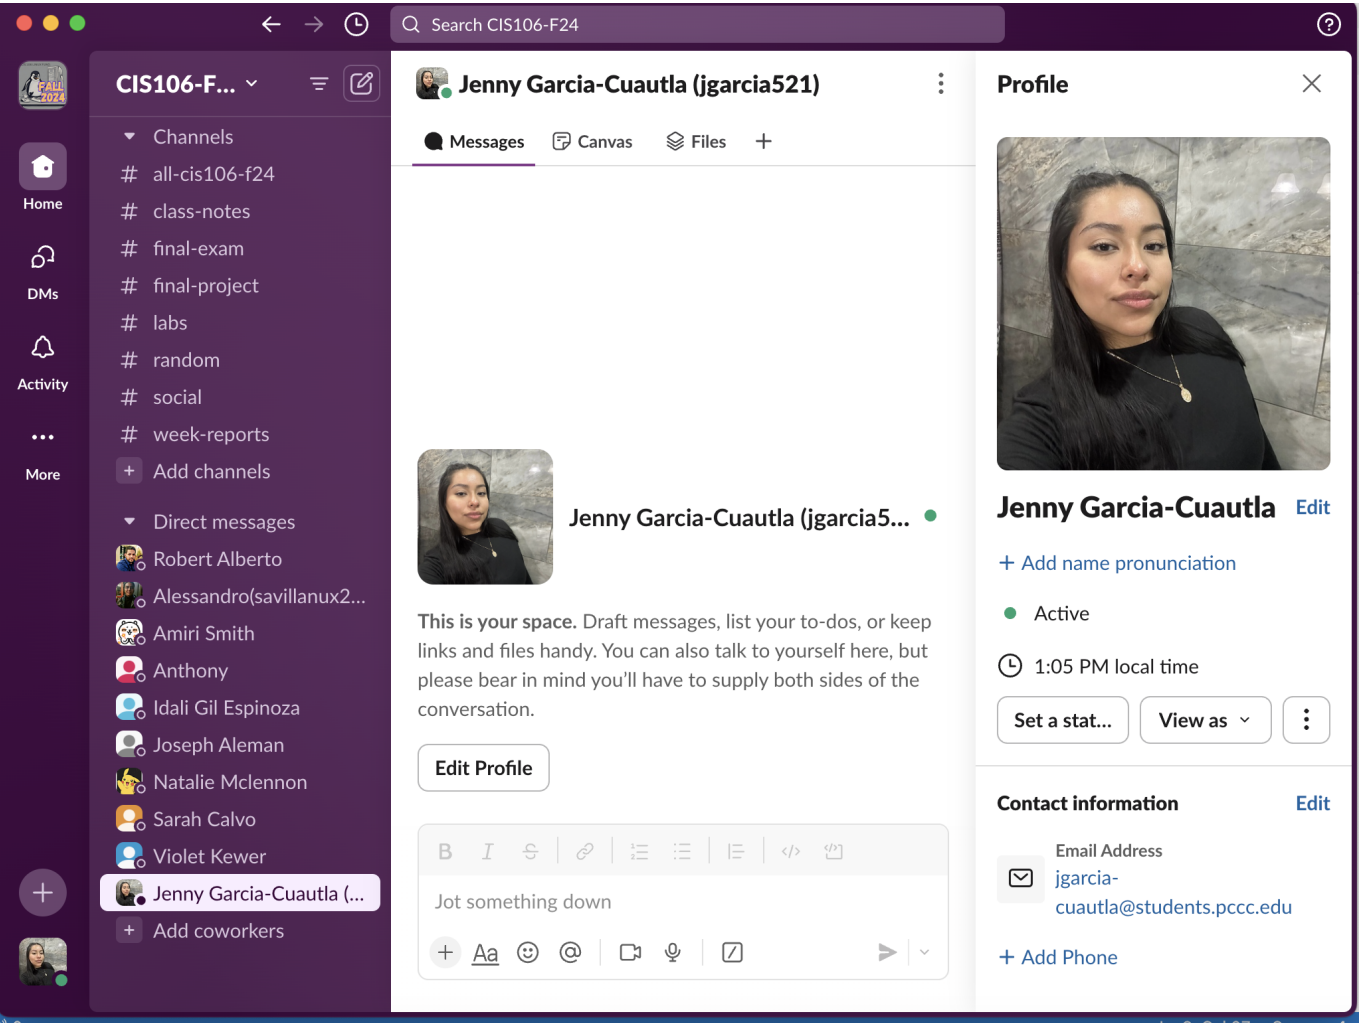 Search CIS106-F24
FALL
2024
Home
DMs
Activity
More
CIS106-F...
Channels
# all-cis106-f24
# class-notes
# final-exam
# final-project
# labs
# random
# social
# week-reports
+ Add channels
Direct messages
Robert Alberto
Alessandro(savillanux2...
Amiri Smith
Anthony
Idali Gil Espinoza
Joseph Aleman
Natalie Mclennon
Sarah Calvo
Violet Kewer
Jenny Garcia-Cuautla (...
+ Add coworkers
Jenny Garcia-Cuautla (jgarcia521)
Messages Canvas Files +
Jenny Garcia-Cuautla (jgarcia5...
This is your space. Draft messages, list your to-dos, or keep
links and files handy. You can also talk to yourself here, but
please bear in mind you’ll have to supply both sides of the
conversation.
Edit Profile
B I S
Jot something down
+ Aa @
Profile
Jenny Garcia-Cuautla Edit
+ Add name pronunciation
Active
1:05 PM local time
Set a stat... View as
Contact information Edit
Email Address
jgarcia-
cuautla@students.pccc.edu
+ Add Phone